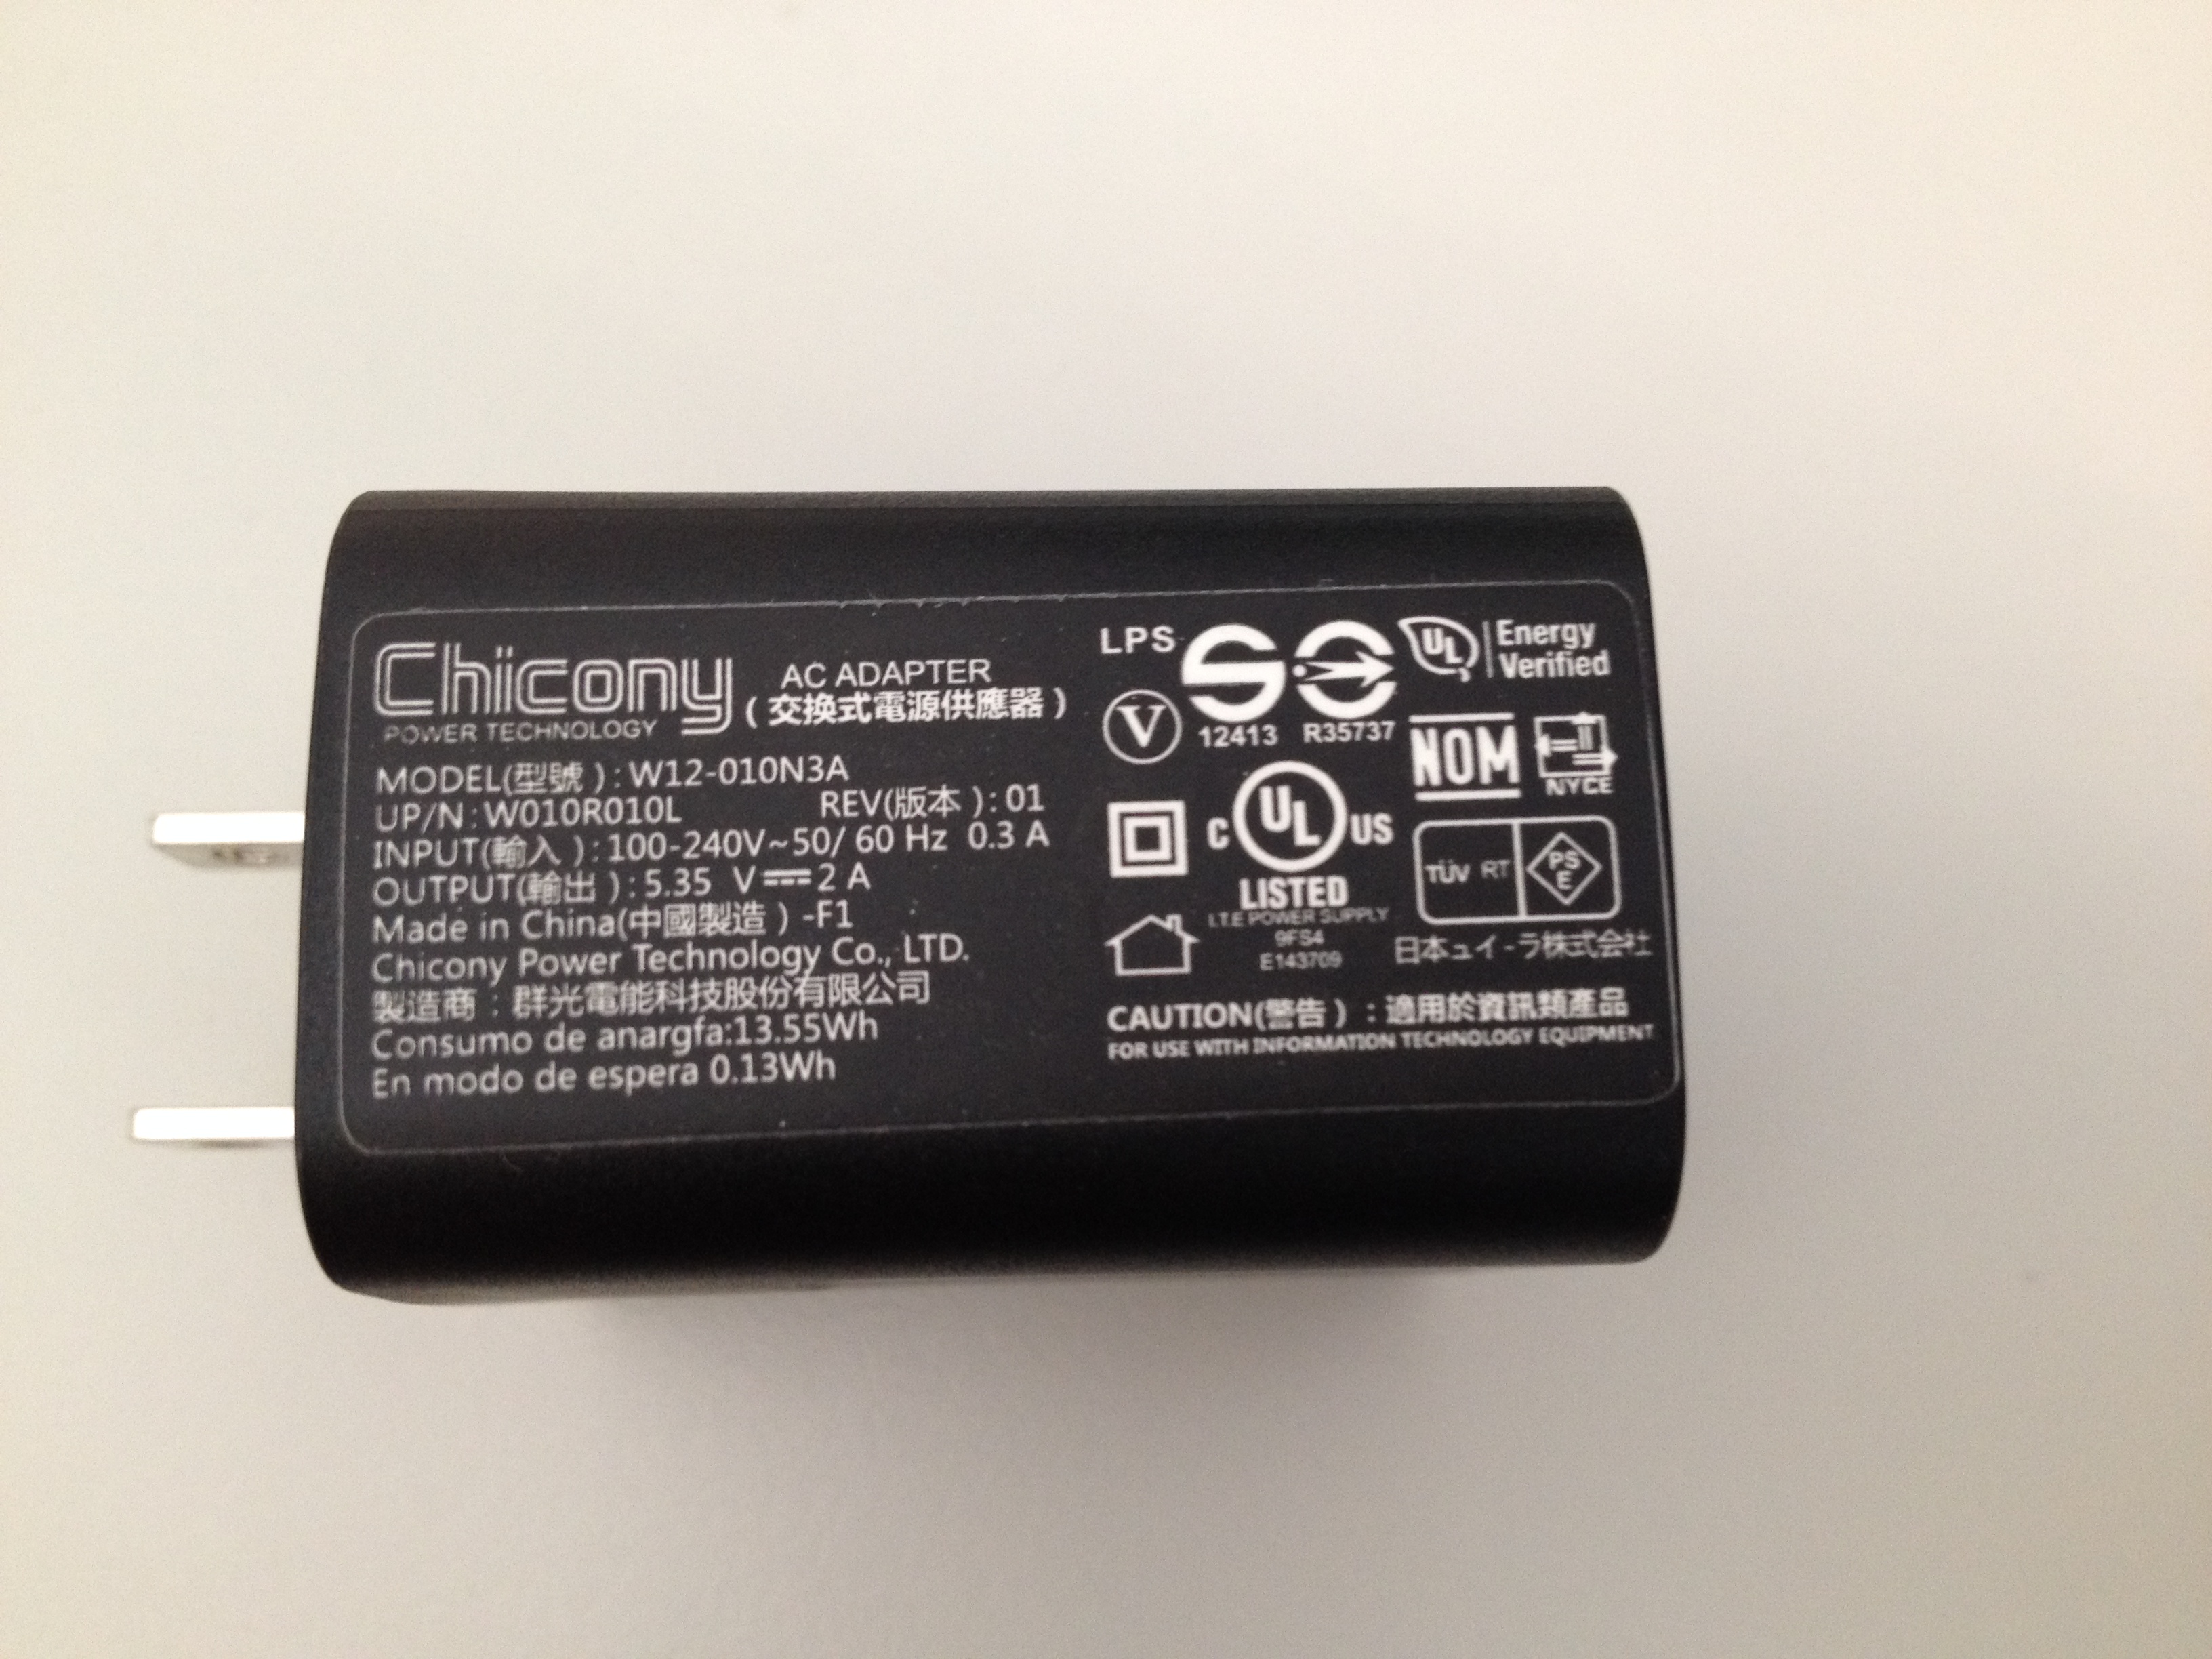 Chicony
POWER TECHNOLOGY
AC ADAPTER
(交換式電源供應器)
MODEL(型號):W12-010N3A
UP/N:W010R010L REV(版本):01
INPUT(輸入):100-240V~50/ 60 Hz 0.3 A
OUTPUT(輸出):5.35 V⎓2 A
Made in China(中國製造)-F1
Chicony Power Technology Co., LTD.
製造商:群光電能科技股份有限公司
Consumo de anargfa:13.55Wh
En modo de espera 0.13Wh
LPS
V
12413
R35737
UL Energy
Verified
NOM
NYCE
C UL US
LISTED
I.T.E POWER SUPPLY
9FS4
E143709
TÜV RT
PS
E
日本ュイ-ラ株式会社
CAUTION(警告):適用於資訊類產品
FOR USE WITH INFORMATION TECHNOLOGY EQUIPMENT